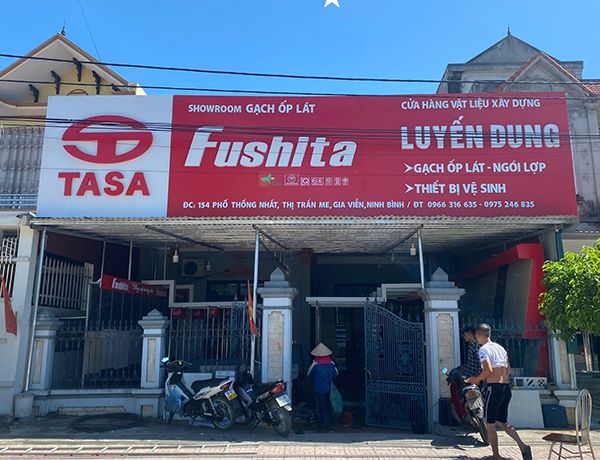 TASA
SHOWROOM GẠCH ỐP LÁT
Fushita
CỬA HÀNG VẬT LIỆU XÂY DỰNG
LUYẾN DUNG
➢GẠCH ỐP LÁT - NGÓI LỢP
➢THIẾT BỊ VỆ SINH
ĐC: 154 PHỐ THỐNG NHẤT, THỊ TRẤN ME, GIA VIỄN, NINH BÌNH / ĐT 0966 316 635 - 0975 246 835
Fushita